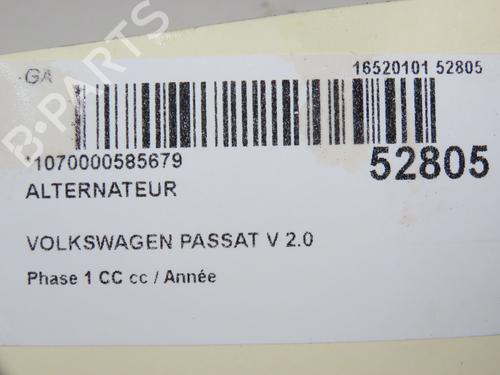 GA
16520101 52805
B-PARTS
*1070000585679
52805
ALTERNATEUR
VOLKSWAGEN PASSAT V 2.0
Phase 1 CC cc / Année